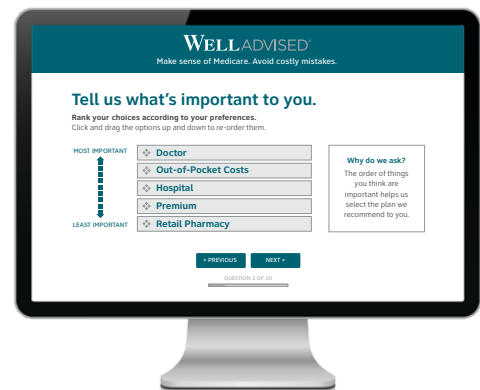 WELLADVISED®
Make sense of Medicare. Avoid costly mistakes.
Tell us what's important to you.
Rank your choices according to your preferences.
Click and drag the options up and down to re-order them.
MOST IMPORTANT
Doctor
Out-of-Pocket Costs
Hospital
Premium
Retail Pharmacy
LEAST IMPORTANT
Why do we ask?
The order of things
you think are
important helps us
select the plan we
recommend to you.
« PREVIOUS
NEXT »
QUESTION 2 OF 10